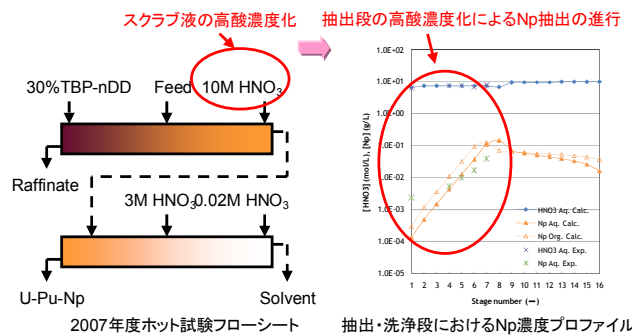 スクラブ液の高酸濃度化
抽出段の高酸濃度化によるNp抽出の進行
30%TBP-nDD
Feed
10M HNO3
Raffinate
3M HNO3
0.02M HNO3
U-Pu-Np
Solvent
2007年度ホット試験フローシート
[HNO3] (mol/L), [Np] (g/L)
1.0E+02
1.0E+01
1.0E+00
1.0E-01
1.0E-02
1.0E-03
1.0E-04
1.0E-05
HNO3 Aq. Calc.
Np Aq. Calc.
Np Org. Calc.
HNO3 Aq. Exp.
Np Aq. Exp.
1 2 3 4 5 6 7 8 9 10 11 12 13 14 15 16
Stage number (−)
抽出・洗浄段におけるNp濃度プロファイル